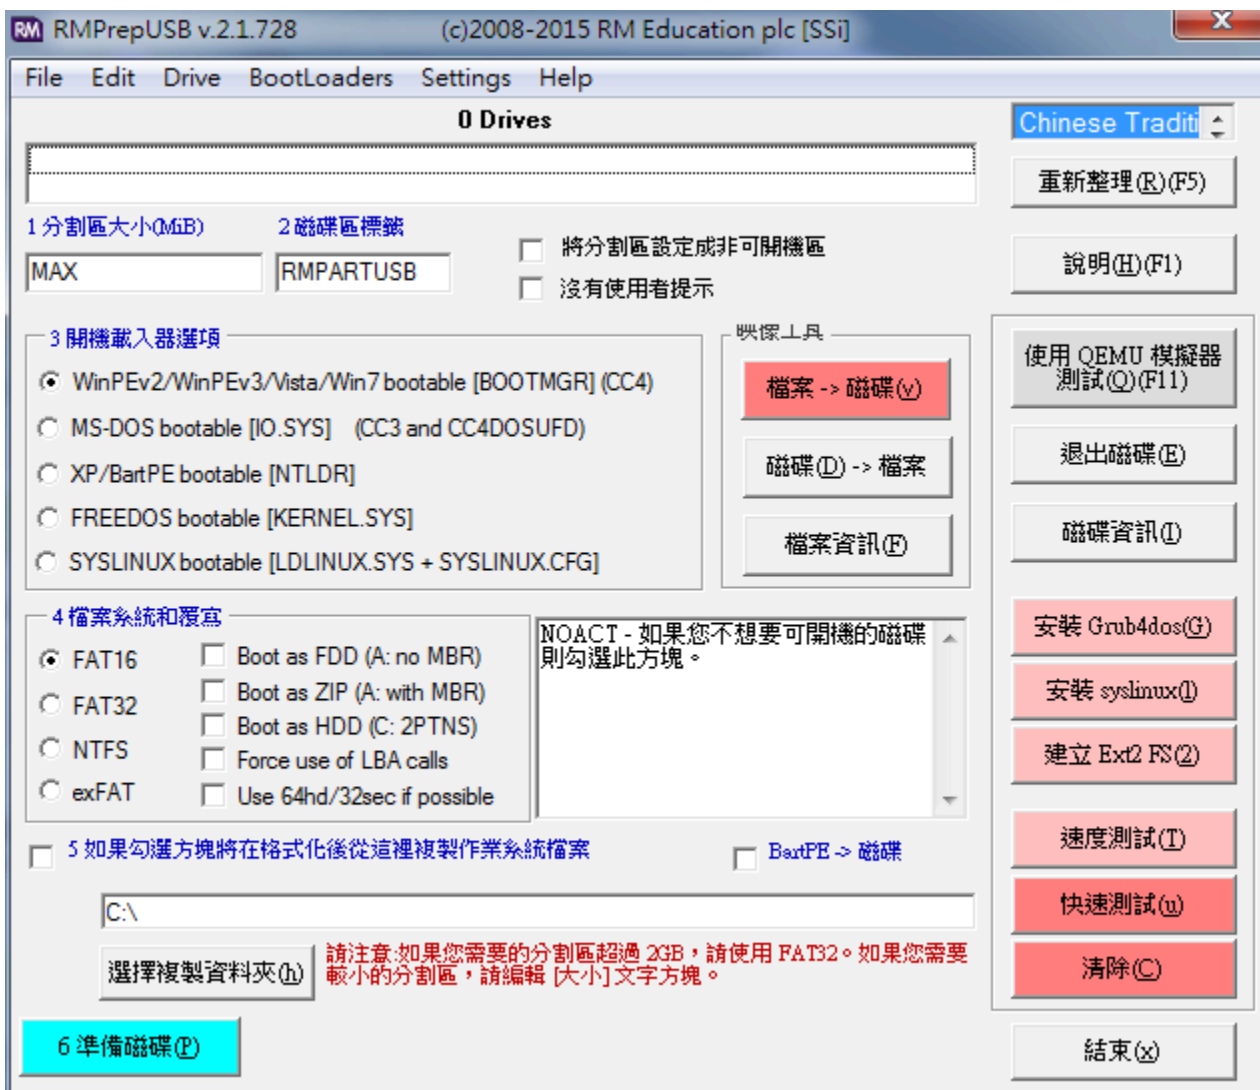 RM RMPrepUSB v.2.1.728 (c)2008-2015 RM Education plc [SSi] X
File Edit Drive BootLoaders Settings Help
0 Drives
Chinese Traditi
重新整理(R)(F5)
1 分割區大小(MiB) 2 磁碟區標籤
MAX RMPARTUSB
將分割區設定成非可開機區
沒有使用者提示
說明(H)(F1)
3 開機載入器選項
WinPEv2/WinPEv3/Vista/Win7 bootable [BOOTMGR] (CC4)
MS-DOS bootable [IO.SYS] (CC3 and CC4DOSUFD)
XP/BartPE bootable [NTLDR]
FREEDOS bootable [KERNEL.SYS]
SYSLINUX bootable [LDLINUX.SYS + SYSLINUX.CFG]
映像工具
檔案 -> 磁碟(v)
磁碟(D) -> 檔案
檔案資訊(F)
使用 QEMU 模擬器
測試(Q)(F11)
退出磁碟(E)
磁碟資訊(I)
4 檔案系統和覆寫
FAT16
FAT32
NTFS
exFAT
Boot as FDD (A: no MBR)
Boot as ZIP (A: with MBR)
Boot as HDD (C: 2PTNS)
Force use of LBA calls
Use 64hd/32sec if possible
NOACT - 如果您不想要可開機的磁碟
則勾選此方塊。
安裝 Grub4dos(G)
安裝 syslinux(l)
建立 Ext2 FS(2)
速度測試(T)
快速測試(u)
清除(C)
5 如果勾選方塊將在格式化後從這裡複製作業系統檔案 BartPE -> 磁碟
C:\
選擇複製資料夾(h)
請注意:如果您需要的分割區超過 2GB，請使用 FAT32。如果您需要
較小的分割區，請編輯 [大小] 文字方塊。
6 準備磁碟(P)
結束(x)